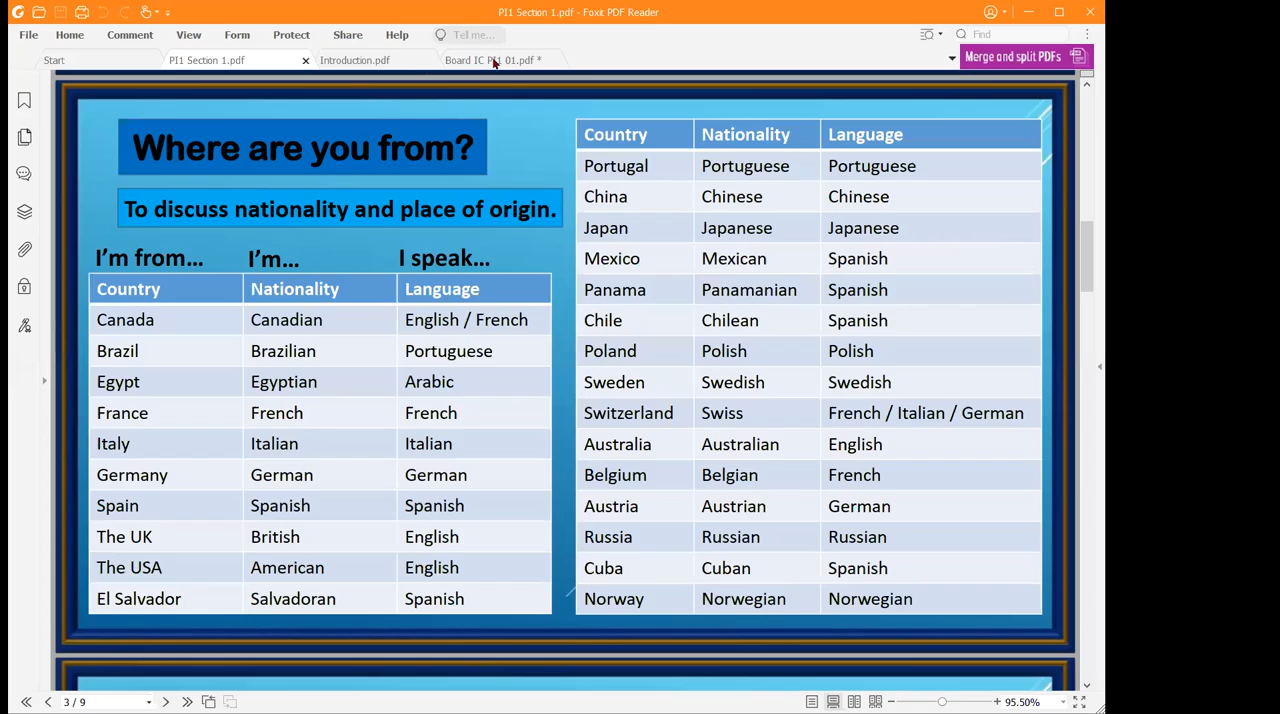 PI1 Section 1.pdf - Foxit PDF Reader
File Home Comment View Form Protect Share Help Tell me... Find
Start PI1 Section 1.pdf Introduction.pdf Board IC PI1 01.pdf * Merge and split PDFs
Where are you from?
To discuss nationality and place of origin.
I'm from... I'm... I speak...
Country Nationality Language
Canada Canadian English / French
Brazil Brazilian Portuguese
Egypt Egyptian Arabic
France French French
Italy Italian Italian
Germany German German
Spain Spanish Spanish
The UK British English
The USA American English
El Salvador Salvadoran Spanish
Country Nationality Language
Portugal Portuguese Portuguese
China Chinese Chinese
Japan Japanese Japanese
Mexico Mexican Spanish
Panama Panamanian Spanish
Chile Chilean Spanish
Poland Polish Polish
Sweden Swedish Swedish
Switzerland Swiss French / Italian / German
Australia Australian English
Belgium Belgian French
Austria Austrian German
Russia Russian Russian
Cuba Cuban Spanish
Norway Norwegian Norwegian
3 / 9 95.50%